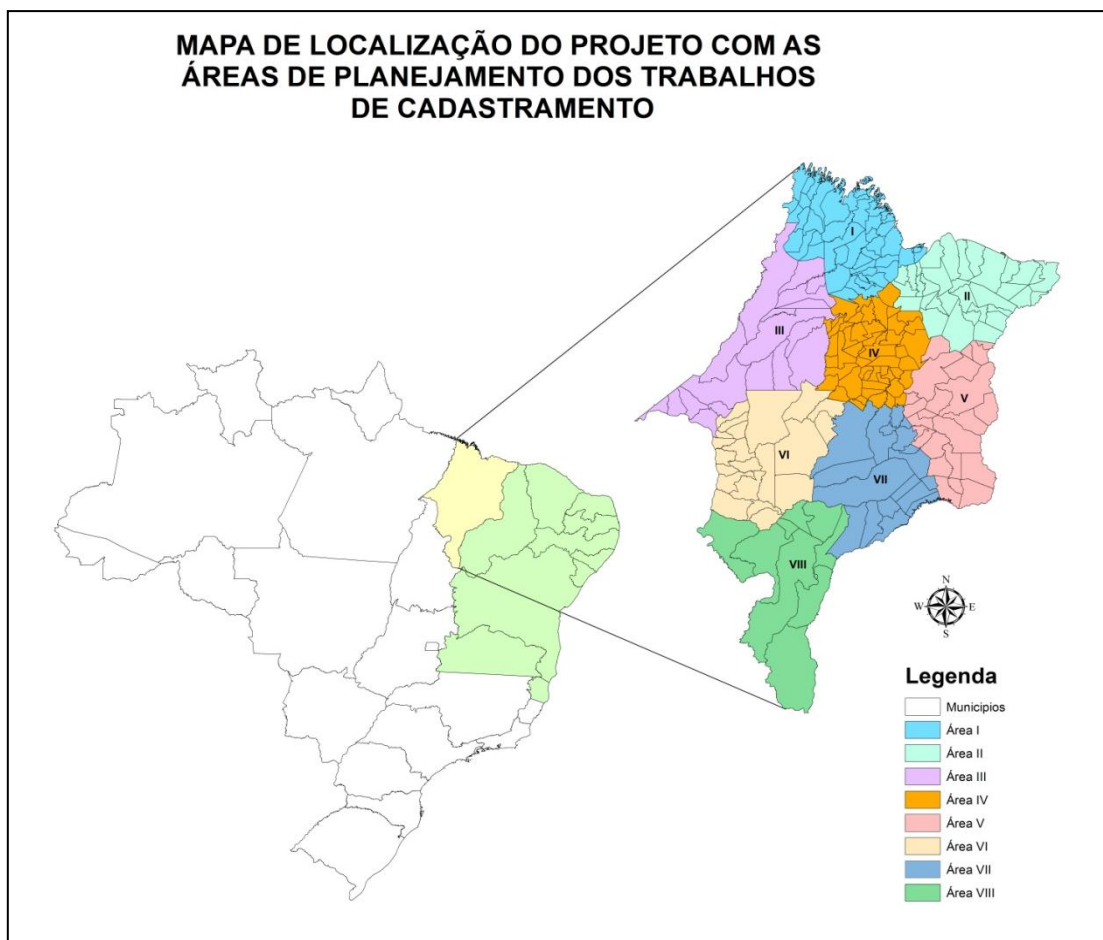 MAPA DE LOCALIZAÇÃO DO PROJETO COM AS
ÁREAS DE PLANEJAMENTO DOS TRABALHOS
DE CADASTRAMENTO
I
II
III
IV
V
VI
VII
VIII
N
W
E
S
Legenda
Municipios
Área I
Área II
Área III
Área IV
Área V
Área VI
Área VII
Área VIII